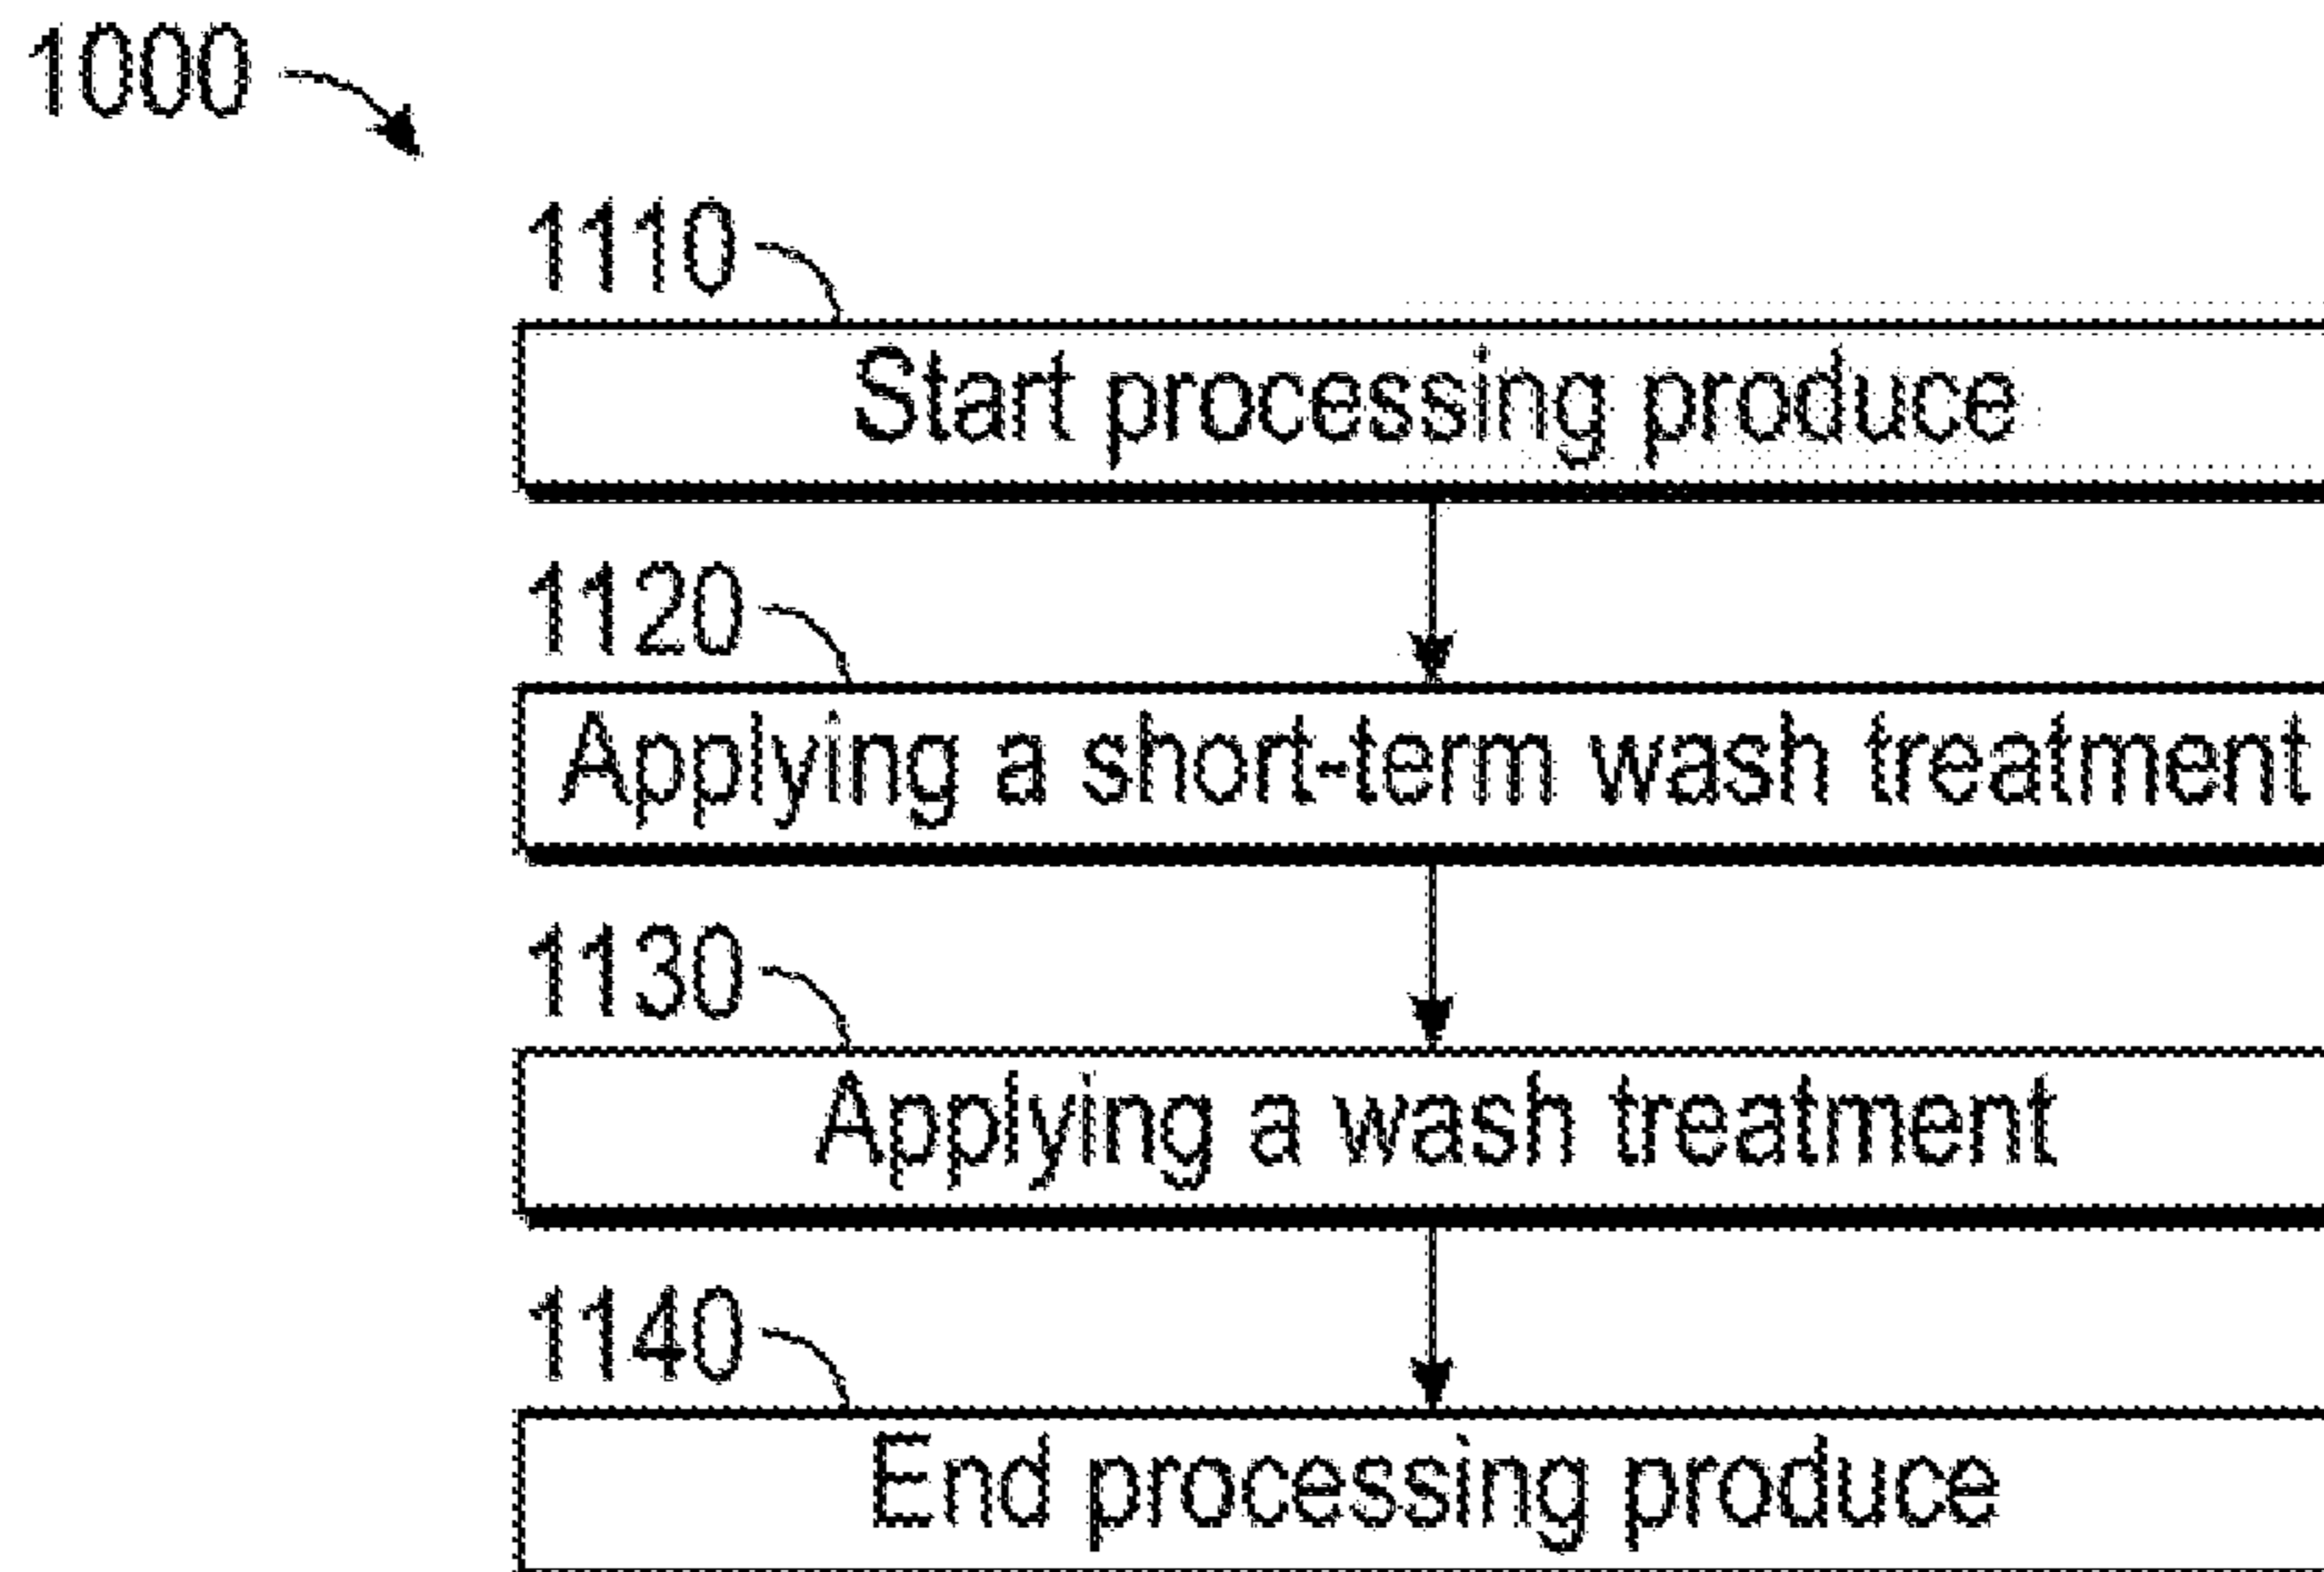 1000
1110
Start processing produce
1120
Applying a short-term wash treatment
1130
Applying a wash treatment
1140
End processing produce